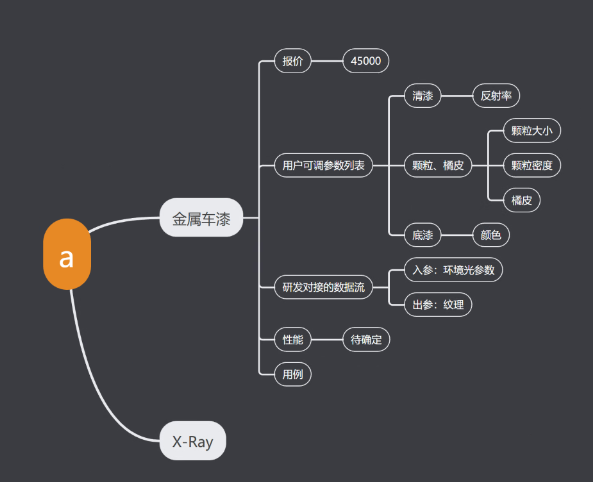 a
金属车漆
报价
45000
用户可调参数列表
清漆
反射率
颗粒、橘皮
颗粒大小
颗粒密度
橘皮
底漆
颜色
研发对接的数据流
入参：环境光参数
出参：纹理
性能
待确定
用例
X-Ray